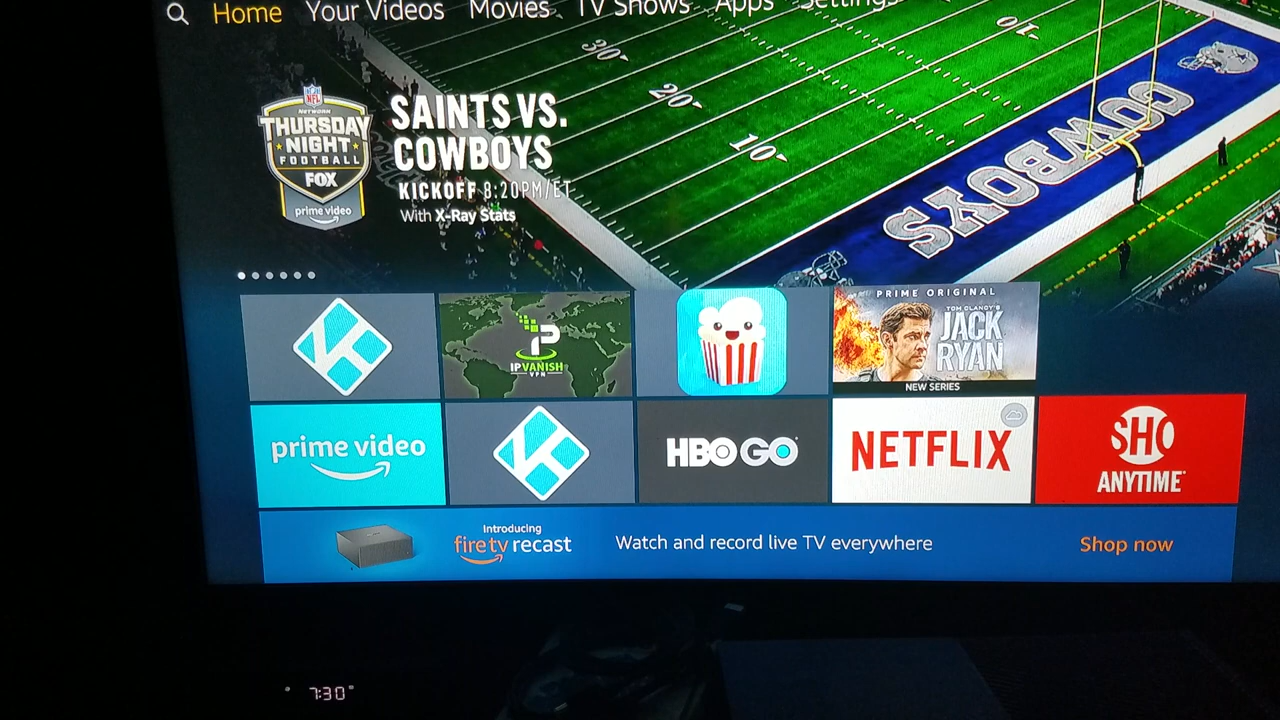 Home Your Videos Movies TV Shows Apps Settings
30 20 10 10
COWBOYS
NFL
NETWORK
THURSDAY
NIGHT
FOOTBALL
FOX
prime video
SAINTS VS.
COWBOYS
KICKOFF 8:20PM/ET
With X-Ray Stats
IPVANISH
VPN
PRIME ORIGINAL
TOM CLANCY'S
JACK
RYAN
NEW SERIES
prime video
HBO GO
NETFLIX
SHO
ANYTIME
Introducing
fire tv recast
Watch and record live TV everywhere
Shop now
7:30